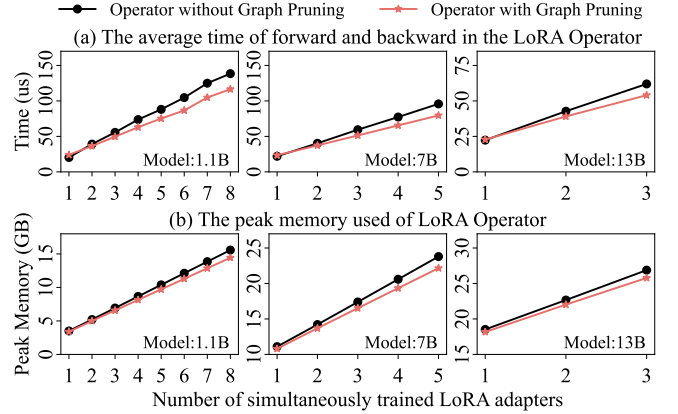 Operator without Graph Pruning Operator with Graph Pruning
(a) The average time of forward and backward in the LoRA Operator
Time (us)
0 50 100 150
Model:1.1B
1 2 3 4 5 6 7 8
0 50 100 150
Model:7B
1 2 3 4 5
0 25 50 75
Model:13B
1 2 3
(b) The peak memory used of LoRA Operator
Peak Memory (GB)
0 5 10 15
Model:1.1B
1 2 3 4 5 6 7 8
10 15 20 25
Model:7B
1 2 3 4 5
15 20 25 30
Model:13B
1 2 3
Number of simultaneously trained LoRA adapters